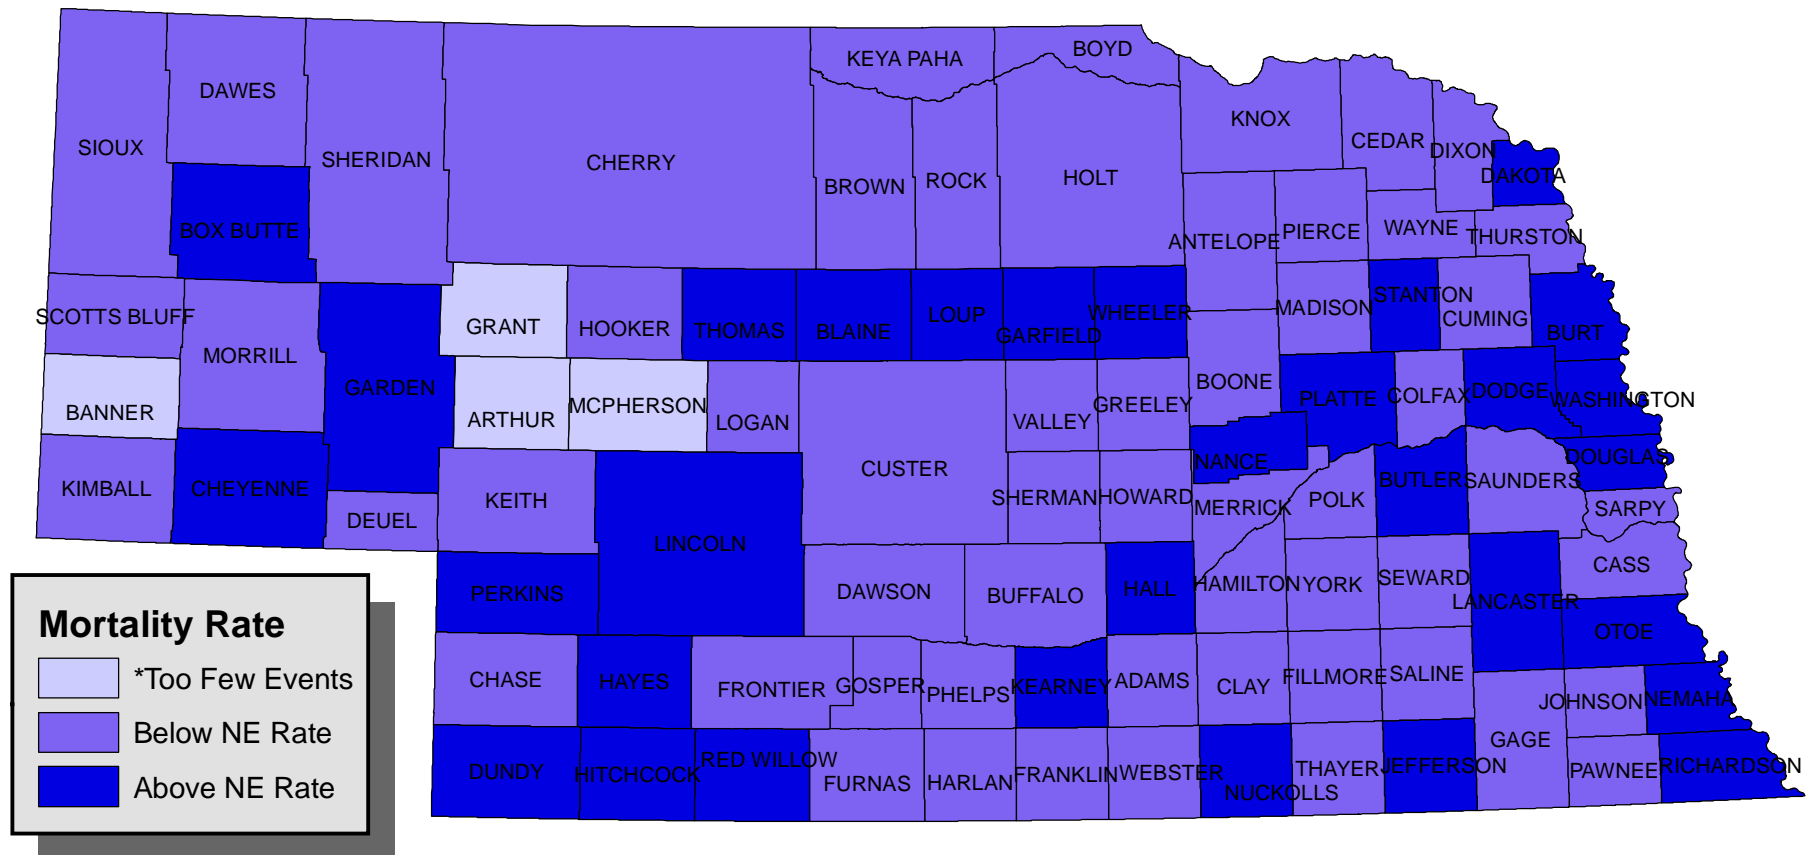 KEYA PAHA
BOYD
DAWES
KNOX
CEDAR
DIXON
SIOUX
SHERIDAN
CHERRY
BROWN
ROCK
HOLT
DAKOTA
BOX BUTTE
ANTELOPE
PIERCE
WAYNE
THURSTON
SCOTTS BLUFF
MORRILL
GRANT
HOOKER
THOMAS
BLAINE
LOUP
GARFIELD
WHEELER
MADISON
STANTON
CUMING
BURT
BANNER
GARDEN
ARTHUR
MCPHERSON
LOGAN
VALLEY
GREELEY
BOONE
PLATTE
COLFAX
DODGE
WASHINGTON
KIMBALL
CHEYENNE
DEUEL
KEITH
CUSTER
SHERMAN
HOWARD
NANCE
MERRICK
POLK
BUTLER
SAUNDERS
DOUGLAS
SARPY
LINCOLN
PERKINS
DAWSON
BUFFALO
HALL
HAMILTON
YORK
SEWARD
LANCASTER
CASS
OTOE
CHASE
HAYES
FRONTIER
GOSPER
PHELPS
KEARNEY
ADAMS
CLAY
FILLMORE
SALINE
JOHNSON
NEMAHA
DUNDY
HITCHCOCK
RED WILLOW
FURNAS
HARLAN
FRANKLIN
WEBSTER
NUCKOLLS
THAYER
JEFFERSON
GAGE
PAWNEE
RICHARDSON
Mortality Rate
*Too Few Events
Below NE Rate
Above NE Rate